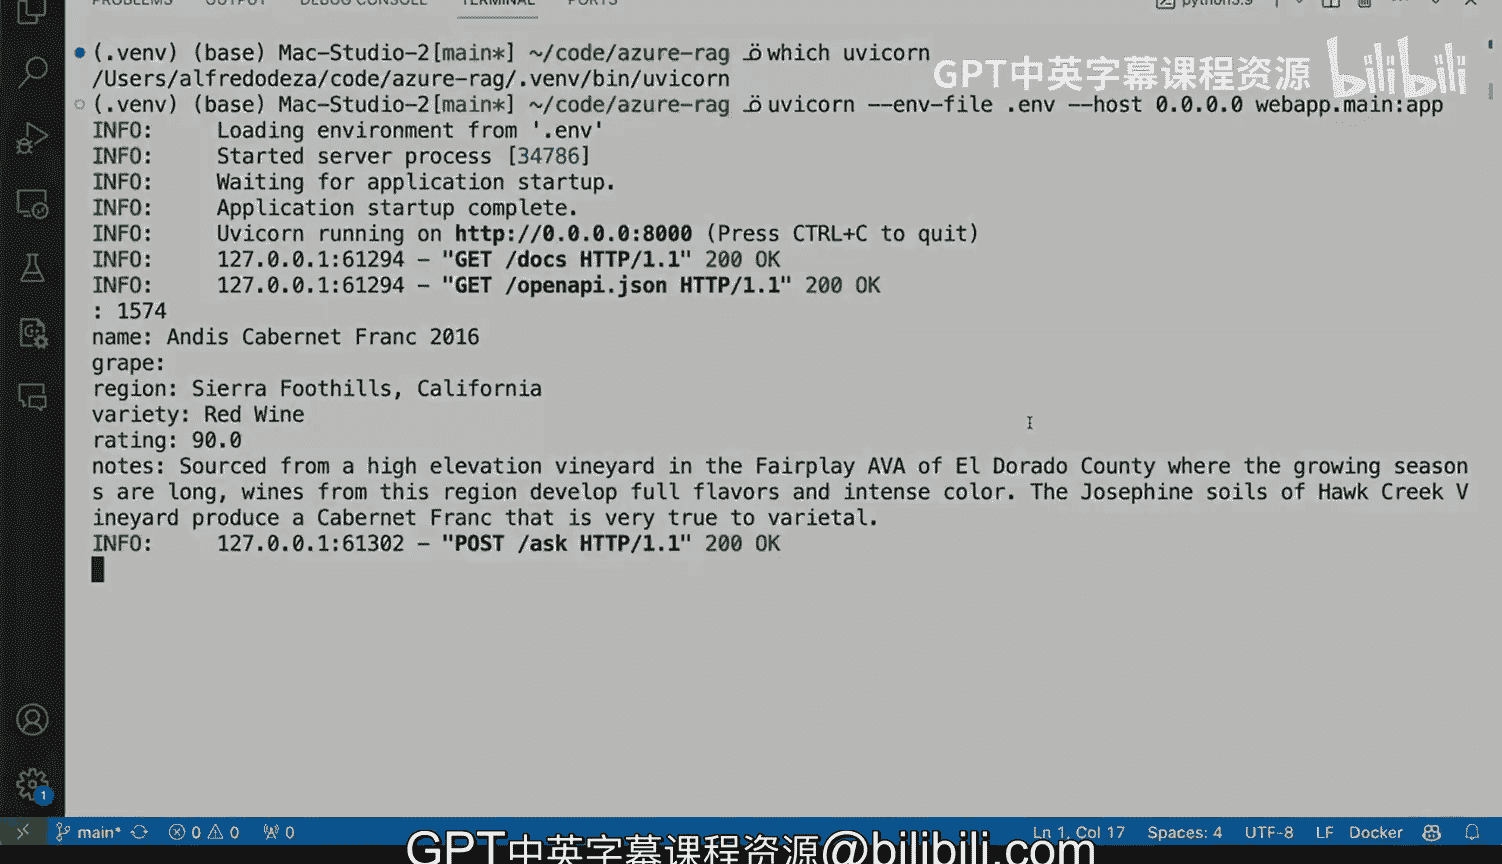 PROBLEMS OUTPUT DEBUG CONSOLE TERMINAL PORTS python3.9
(.venv) (base) Mac-Studio-2[main*] ~/code/azure-rag which uvicorn
/Users/alfredodeza/code/azure-rag/.venv/bin/uvicorn
GPT中英字幕课程资源 bilibili
(.venv) (base) Mac-Studio-2[main*] ~/code/azure-rag uvicorn --env-file .env --host 0.0.0.0 webapp.main:app
INFO: Loading environment from '.env'
INFO: Started server process [34786]
INFO: Waiting for application startup.
INFO: Application startup complete.
INFO: Uvicorn running on http://0.0.0.0:8000 (Press CTRL+C to quit)
INFO: 127.0.0.1:61294 - "GET /docs HTTP/1.1" 200 OK
INFO: 127.0.0.1:61294 - "GET /openapi.json HTTP/1.1" 200 OK
: 1574
name: Andis Cabernet Franc 2016
grape:
region: Sierra Foothills, California
variety: Red Wine
rating: 90.0
notes: Sourced from a high elevation vineyard in the Fairplay AVA of El Dorado County where the growing season
s are long, wines from this region develop full flavors and intense color. The Josephine soils of Hawk Creek V
ineyard produce a Cabernet Franc that is very true to varietal.
INFO: 127.0.0.1:61302 - "POST /ask HTTP/1.1" 200 OK
1
main* 0 0 0 Ln 1, Col 17 Spaces: 4 UTF-8 LF Docker
GPT中英字幕课程资源@bilibili.com